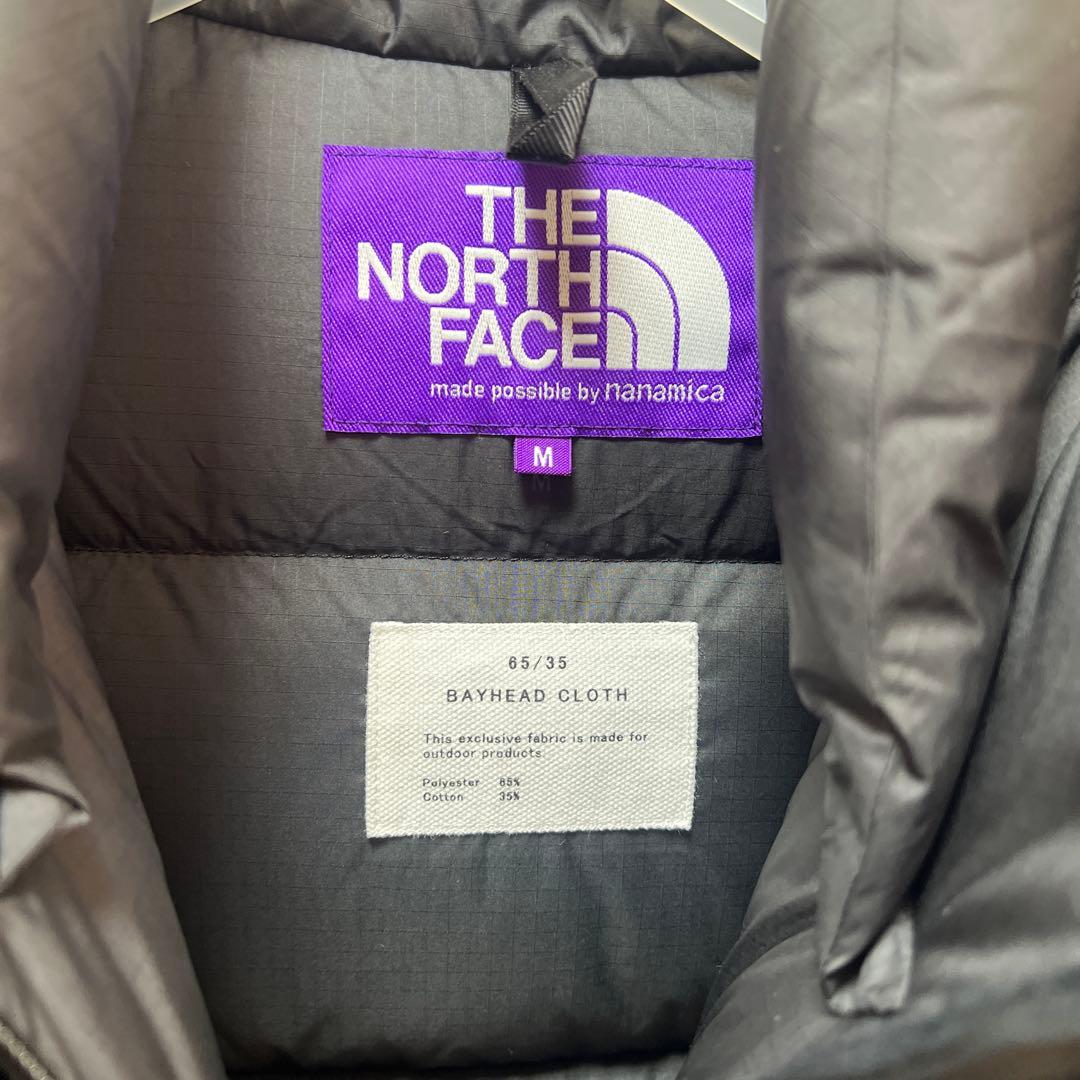 THE
NORTH
FACE
made possible by nanamica
M
65/35
BAYHEAD CLOTH
This exclusive fabric is made for
outdoor products.
Polyester 65%
Cotton 35%